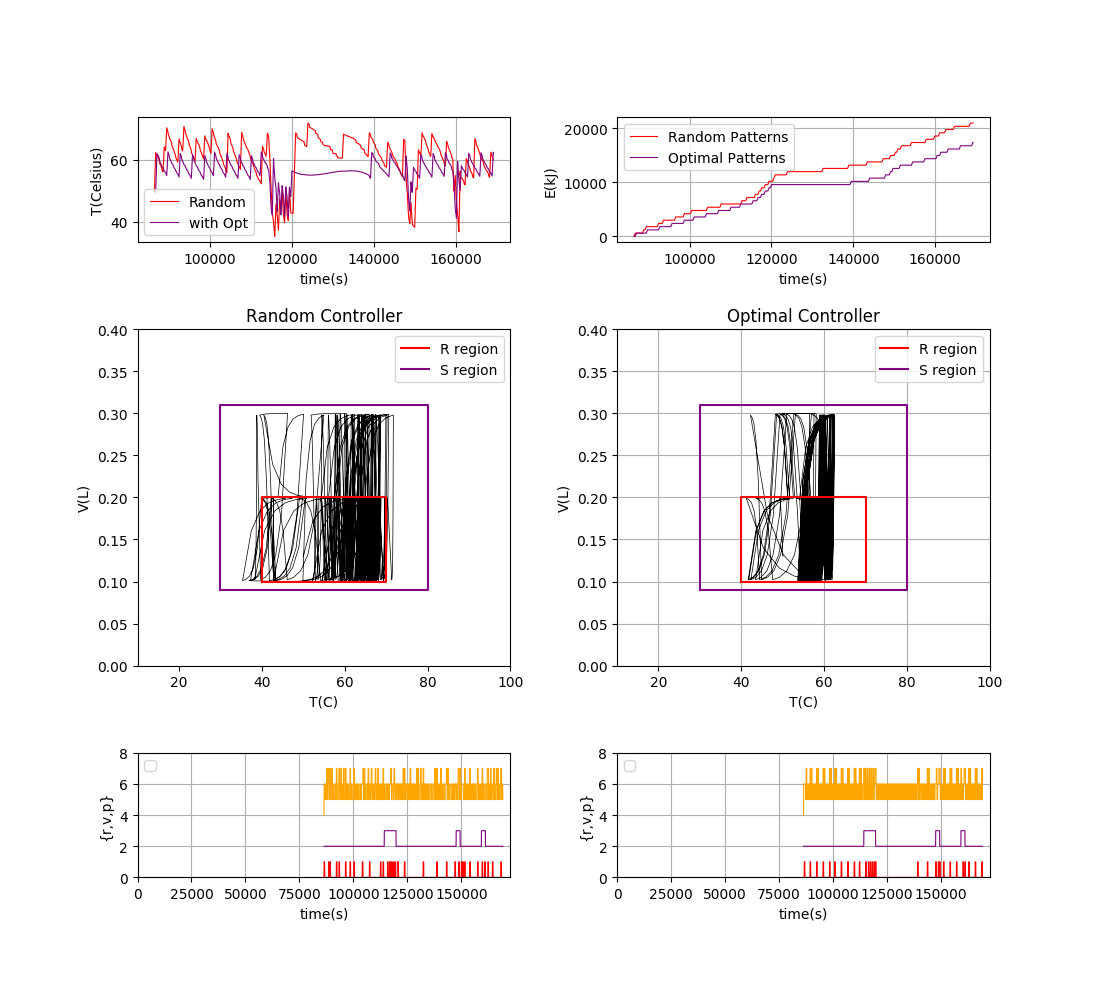 60
40
T(Celsius)
Random
with Opt
100000 120000 140000 160000
time(s)
20000
10000
0
E(kJ)
Random Patterns
Optimal Patterns
100000 120000 140000 160000
time(s)
Random Controller
0.40
0.35
0.30
0.25
0.20
0.15
0.10
0.05
0.00
V(L)
R region
S region
20 40 60 80 100
T(C)
Optimal Controller
0.40
0.35
0.30
0.25
0.20
0.15
0.10
0.05
0.00
V(L)
R region
S region
20 40 60 80 100
T(C)
8
6
4
2
0
{r,v,p}
0 25000 50000 75000 100000 125000 150000
time(s)
8
6
4
2
0
{r,v,p}
0 25000 50000 75000 100000 125000 150000
time(s)